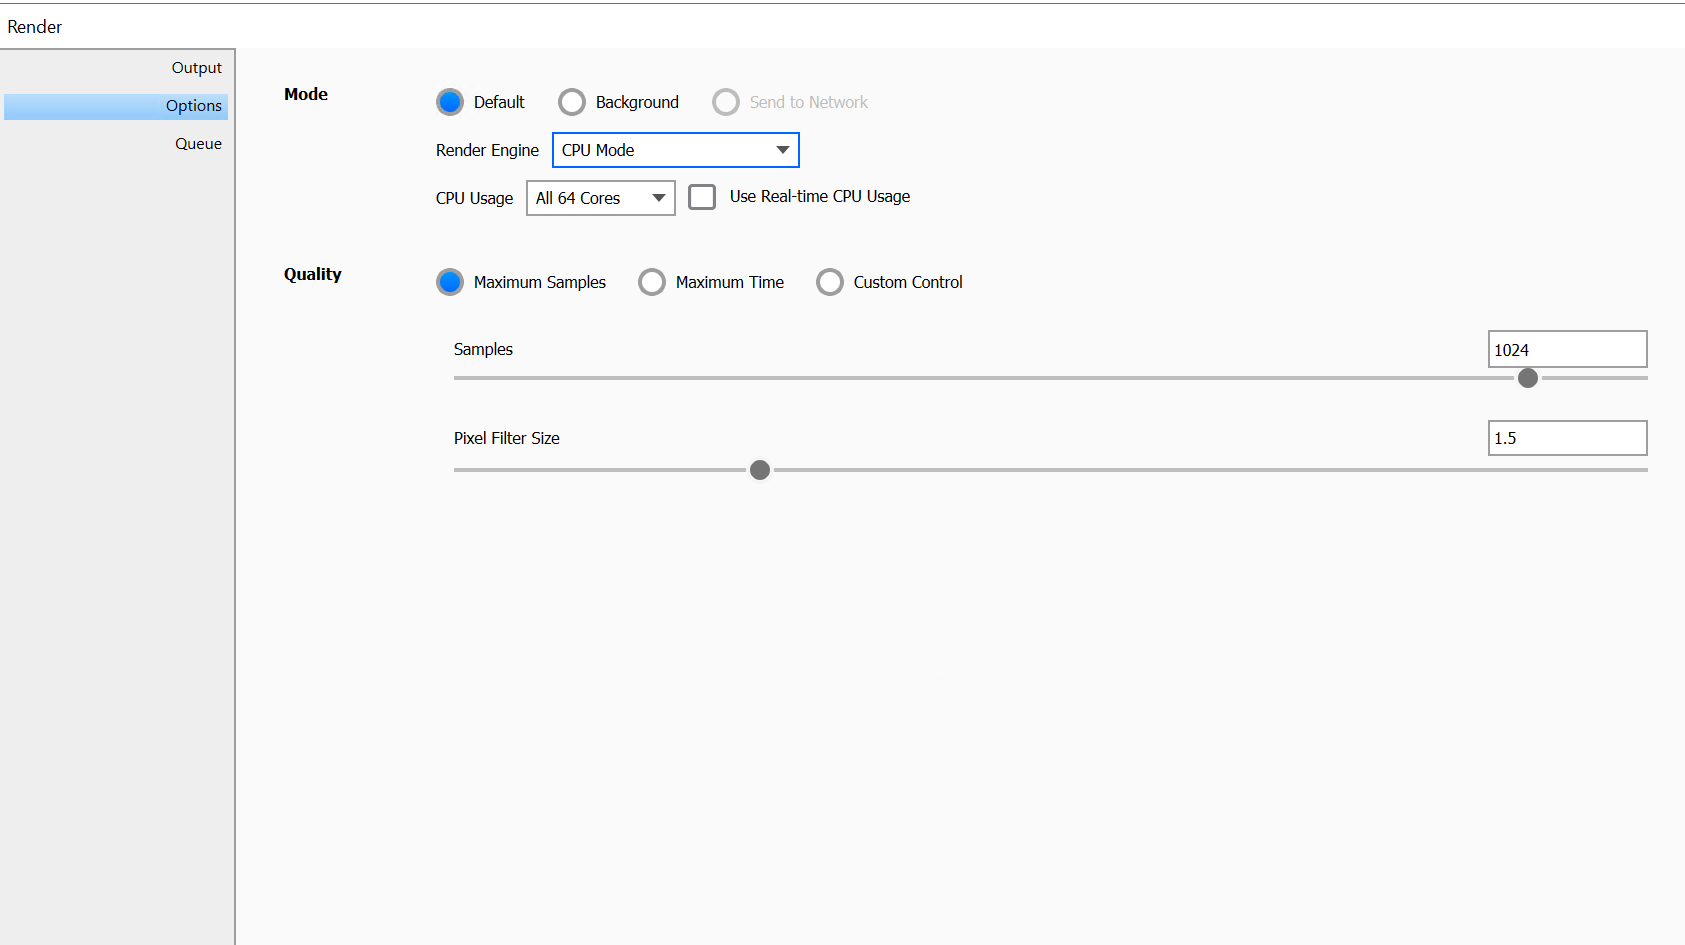 Render
Output
Options
Queue
Mode
Default Background Send to Network
Render Engine CPU Mode
CPU Usage All 64 Cores Use Real-time CPU Usage
Quality
Maximum Samples Maximum Time Custom Control
Samples 1024
Pixel Filter Size 1.5